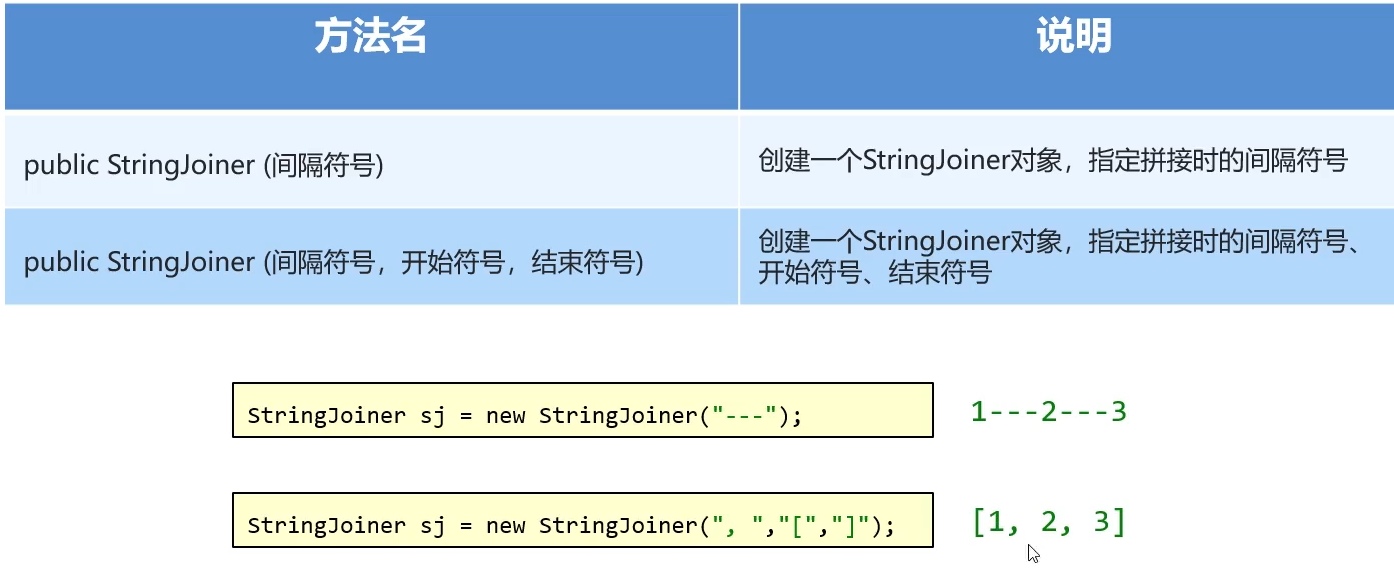 方法名
说明
public StringJoiner (间隔符号)
创建一个StringJoiner对象，指定拼接时的间隔符号
public StringJoiner (间隔符号，开始符号，结束符号)
创建一个StringJoiner对象，指定拼接时的间隔符号、
开始符号、结束符号
StringJoiner sj = new StringJoiner("---");
1---2---3
StringJoiner sj = new StringJoiner(", ","[","]");
[1, 2, 3]